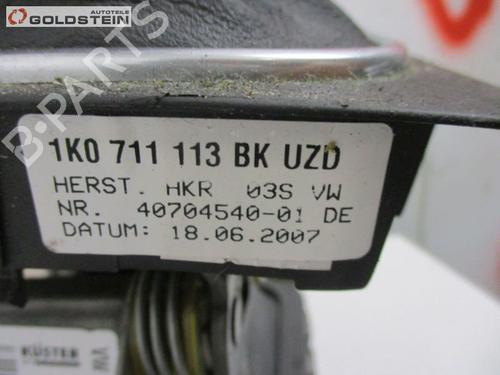 AUTOTEILE
GOLDSTEIN
B-PARTS
1K0 711 113 BK UZD
HERST. HKR 03S VW
NR. 40704540-01 DE
DATUM: 18.06.2007
KÜSTER
VW